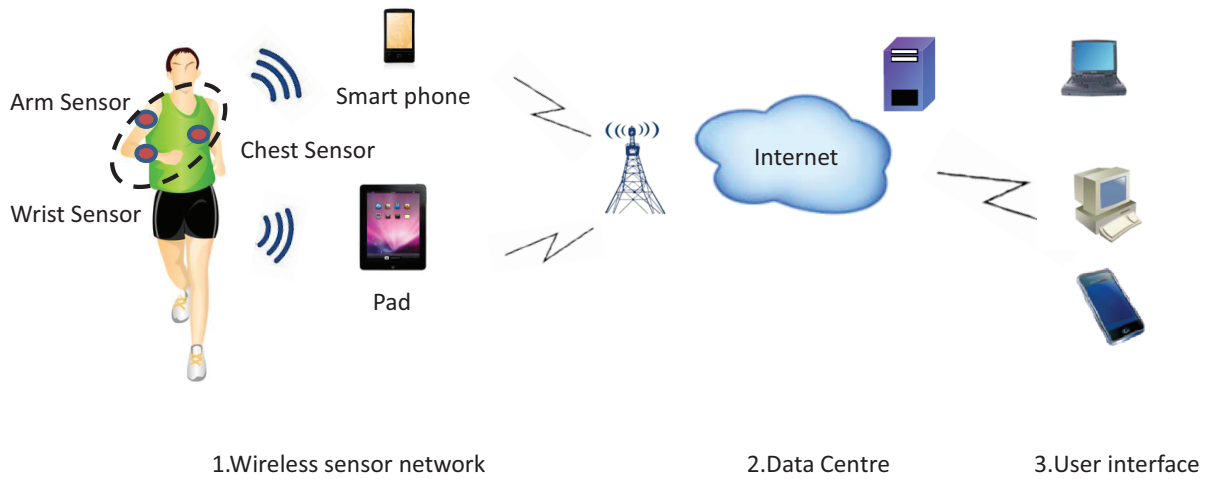 Arm Sensor
Smart phone
Chest Sensor
Internet
Wrist Sensor
Pad
1.Wireless sensor network
2.Data Centre
3.User interface